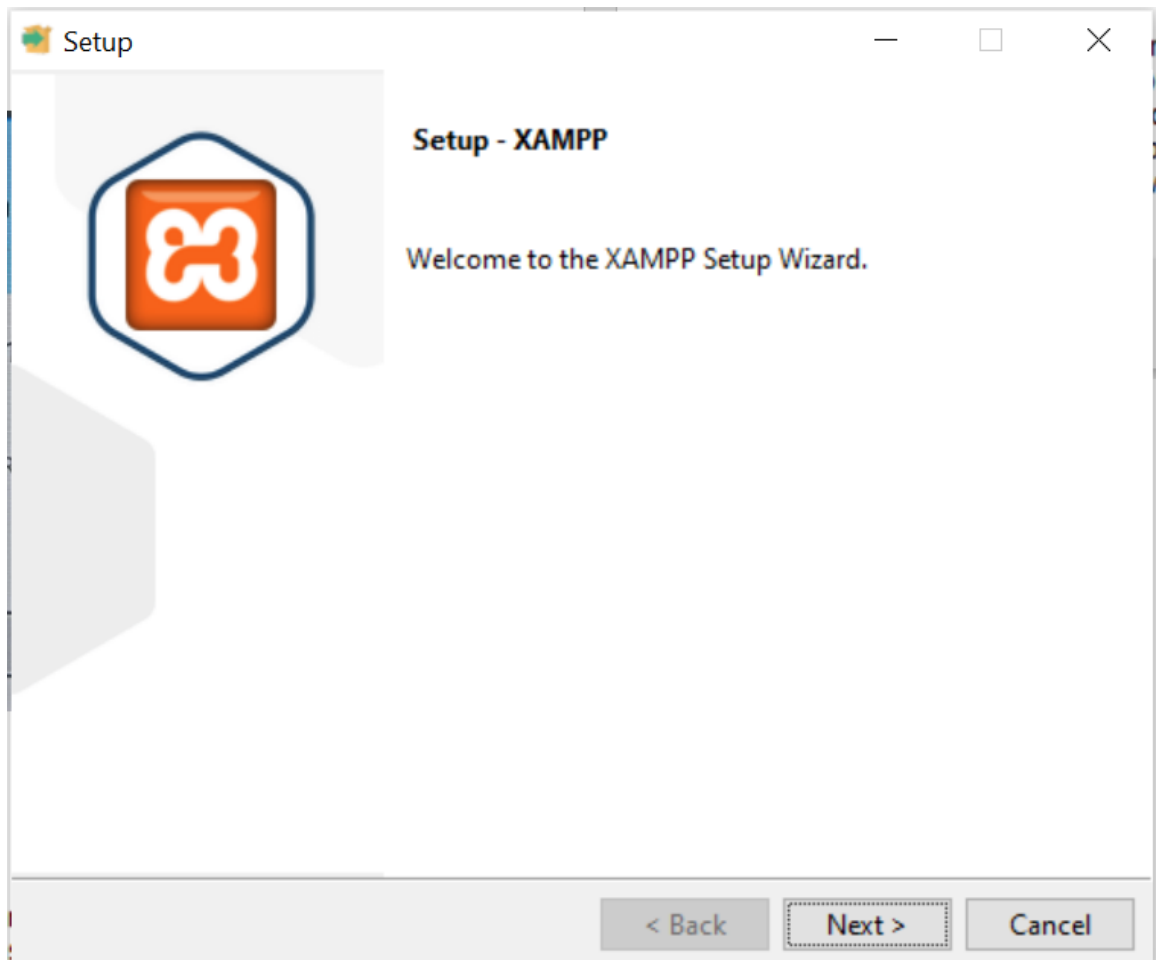 Setup
Setup - XAMPP
Welcome to the XAMPP Setup Wizard.
< Back
Next >
Cancel